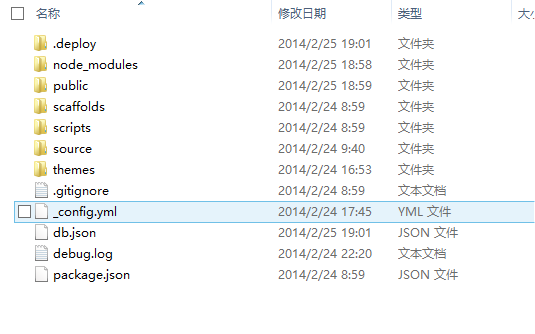 名称 修改日期 类型
.deploy 2014/2/25 19:01 文件夹
node_modules 2014/2/25 18:58 文件夹
public 2014/2/25 18:59 文件夹
scaffolds 2014/2/24 8:59 文件夹
scripts 2014/2/24 8:59 文件夹
source 2014/2/24 9:40 文件夹
themes 2014/2/24 16:53 文件夹
.gitignore 2014/2/24 8:59 文本文档
_config.yml 2014/2/24 17:45 YML 文件
db.json 2014/2/25 19:01 JSON 文件
debug.log 2014/2/24 22:20 文本文档
package.json 2014/2/24 8:59 JSON 文件